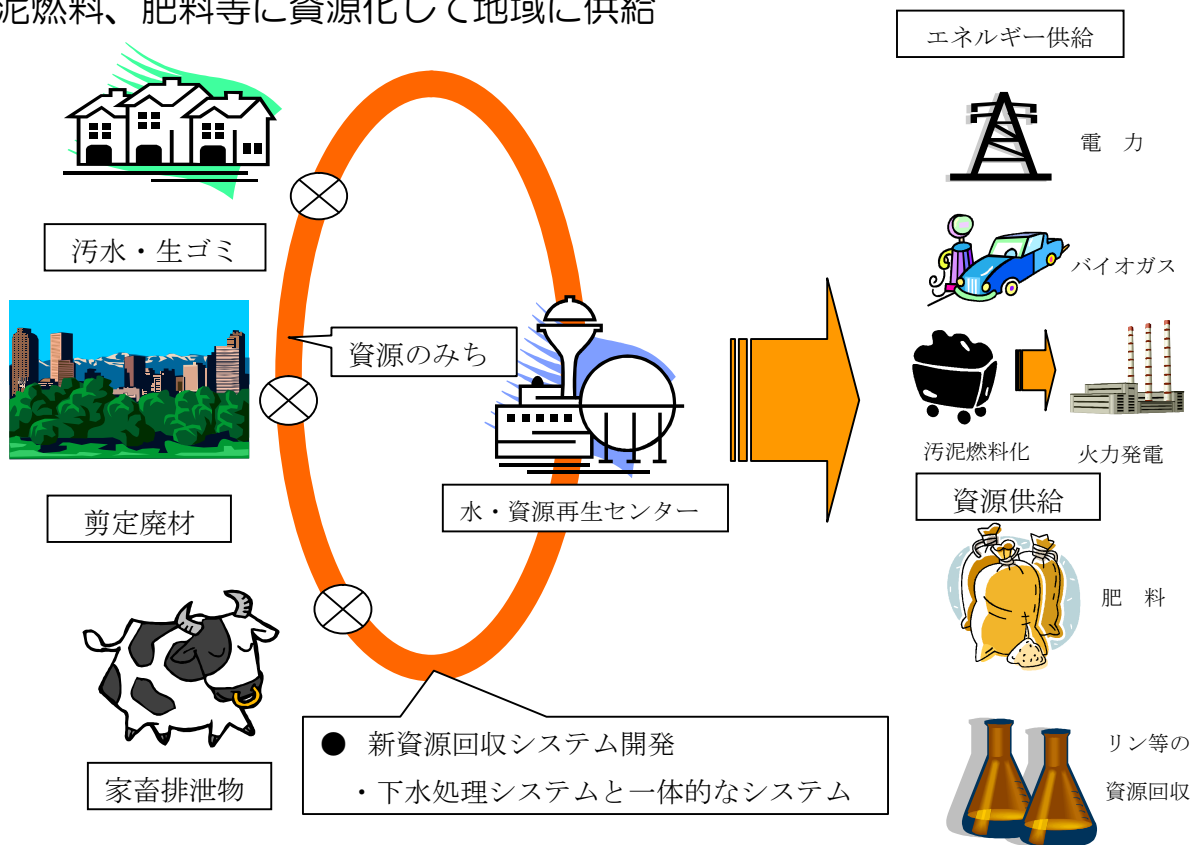 泥燃料、肥料等に資源化して地域に供給
エネルギー供給
電　力
汚水・生ゴミ
バイオガス
資源のみち
汚泥燃料化
火力発電
剪定廃材
水・資源再生センター
資源供給
肥　料
● 新資源回収システム開発
・下水処理システムと一体的なシステム
家畜排泄物
リン等の
資源回収